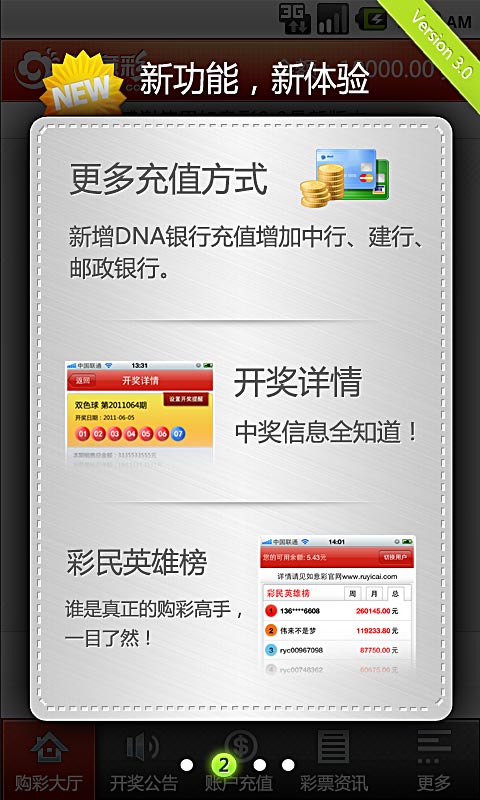 3G
AM
Version 3.0
NEW
新功能，新体验
000.00
更多充值方式
新增DNA银行充值增加中行、建行、
邮政银行。
中国联通 13:31
返回
开奖详情
双色球 第2011064期
设置开奖提醒
开奖日期：2011-06-05
01 02 03 04 05 06 07
开奖详情
中奖信息全知道！
中国联通 14:01
您的可用余额: 5.43元
切换用户
详情请见如意彩官网www.ruyicai.com
彩民英雄榜 周 月 总
1 136****6608 260145.00 元
2 伟来不是梦 119233.80 元
3 ryc00967098 87750.00 元
4 ryc00748362 元
彩民英雄榜
谁是真正的购彩高手，
一目了然！
2
购彩大厅
开奖公告
账户充值
彩票资讯
更多